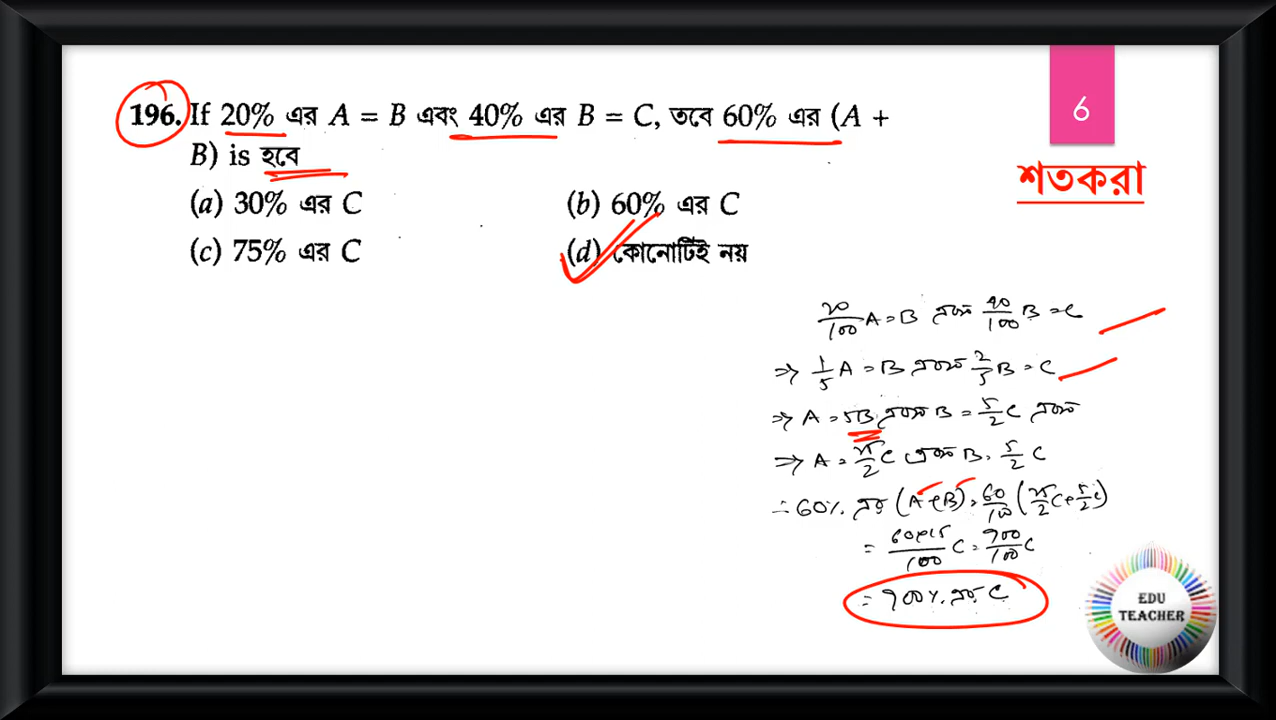 6
শতকরা
196. If 20% এর A = B এবং 40% এর B = C, তবে 60% এর (A +
B) is হবে
(a) 30% এর C
(b) 60% এর C
(c) 75% এর C
(d) কোনোটিই নয়
20/100 A = B এবং 40/100 B = C
⇒ 1/5 A = B এবং 2/5 B = C
⇒ A = 5B এবং B = 5/2 C এবং
⇒ A = 25/2 C এবং B = 5/2 C
∴ 60% এর (A + B) = 60/100 (25/2 C + 5/2 C)
= 60×15/100 C = 900/100 C
= 900% এর C
EDU
TEACHER